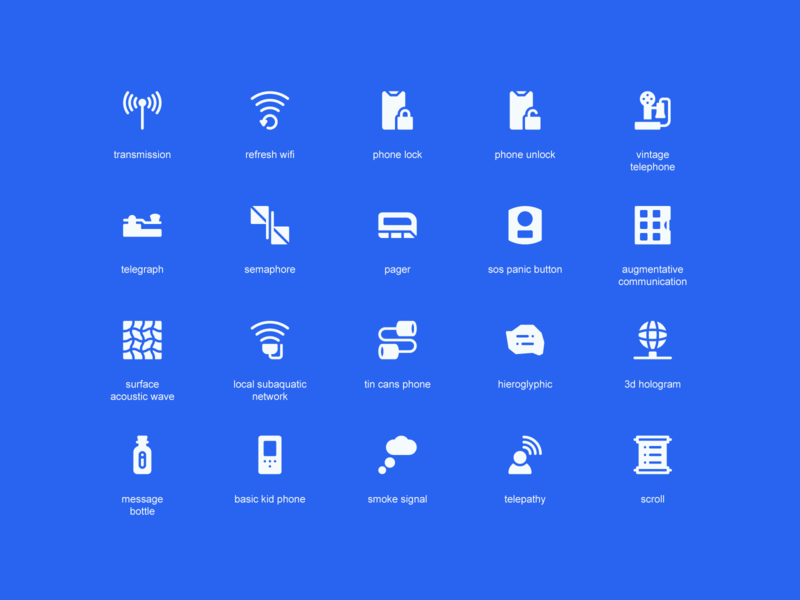 transmission
refresh wifi
phone lock
phone unlock
vintage
telephone
telegraph
semaphore
pager
sos panic button
augmentative
communication
surface
acoustic wave
local subaquatic
network
tin cans phone
hieroglyphic
3d hologram
message
bottle
basic kid phone
smoke signal
telepathy
scroll